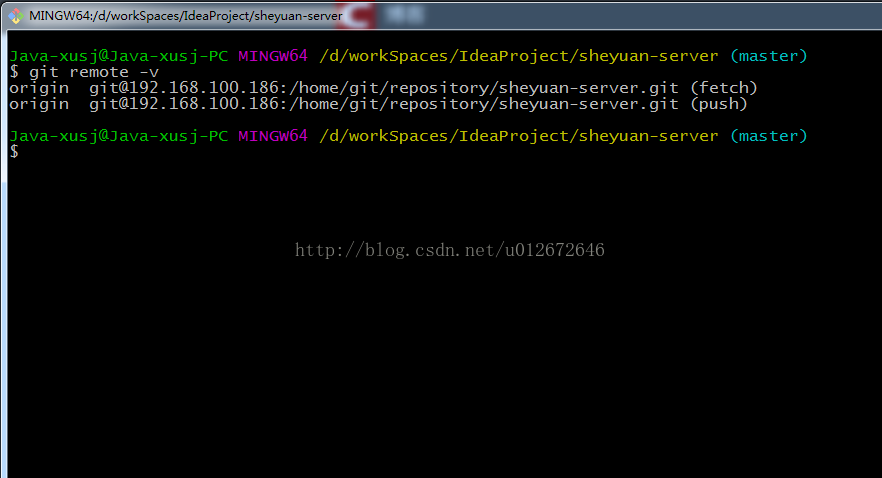 MINGW64:/d/workSpaces/IdeaProject/sheyuan-server
Java-xusj@Java-xusj-PC MINGW64 /d/workSpaces/IdeaProject/sheyuan-server (master)
$ git remote -v
origin  git@192.168.100.186:/home/git/repository/sheyuan-server.git (fetch)
origin  git@192.168.100.186:/home/git/repository/sheyuan-server.git (push)
Java-xusj@Java-xusj-PC MINGW64 /d/workSpaces/IdeaProject/sheyuan-server (master)
$
http://blog.csdn.net/u012672646